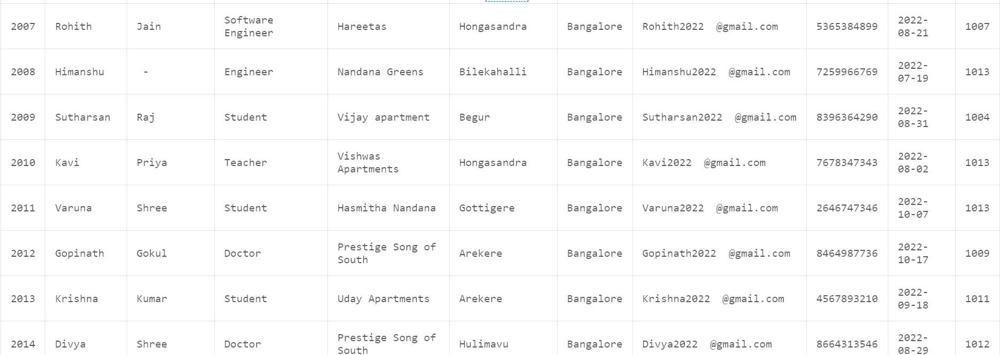 2007 Rohith Jain Software Engineer Hareetas Hongasandra Bangalore Rohith2022 @gmail.com 5365384899 2022-08-21 1007
2008 Himanshu - Engineer Nandana Greens Bilekahalli Bangalore Himanshu2022 @gmail.com 7259966769 2022-07-19 1013
2009 Sutharsan Raj Student Vijay apartment Begur Bangalore Sutharsan2022 @gmail.com 8396364290 2022-08-31 1004
2010 Kavi Priya Teacher Vishwas Apartments Hongasandra Bangalore Kavi2022 @gmail.com 7678347343 2022-08-02 1013
2011 Varuna Shree Student Hasmitha Nandana Gottigere Bangalore Varuna2022 @gmail.com 2646747346 2022-10-07 1013
2012 Gopinath Gokul Doctor Prestige Song of South Arekere Bangalore Gopinath2022 @gmail.com 8464987736 2022-10-17 1009
2013 Krishna Kumar Student Uday Apartments Arekere Bangalore Krishna2022 @gmail.com 4567893210 2022-09-18 1011
2014 Divya Shree Doctor Prestige Song of South Hulimavu Bangalore Divya2022 @gmail.com 8664313546 2022-08-29 1012